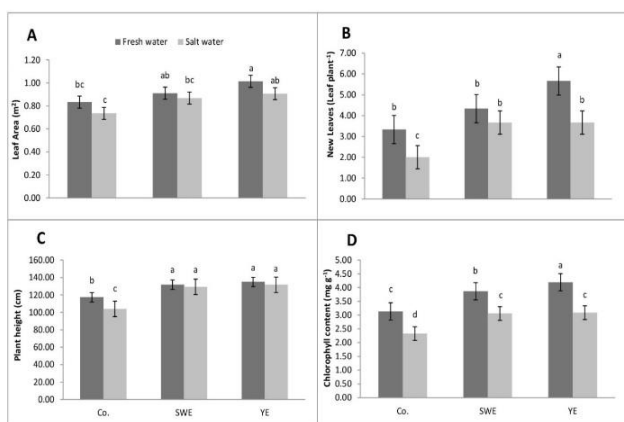 A
Fresh water
Salt water
Leaf Area (m²)
1.20
1.00
0.80
0.60
0.40
0.20
0.00
bc
c
ab
bc
a
ab
B
New Leaves (Leaf plant⁻¹)
7.00
6.00
5.00
4.00
3.00
2.00
1.00
0.00
b
c
b
b
a
b
C
Plant height (cm)
160.00
140.00
120.00
100.00
80.00
60.00
40.00
20.00
0.00
b
c
a
a
a
a
Co.
SWE
YE
D
Chlorophyll content (mg g⁻¹)
5.00
4.50
4.00
3.50
3.00
2.50
2.00
1.50
1.00
0.50
0.00
c
d
b
c
a
c
Co.
SWE
YE